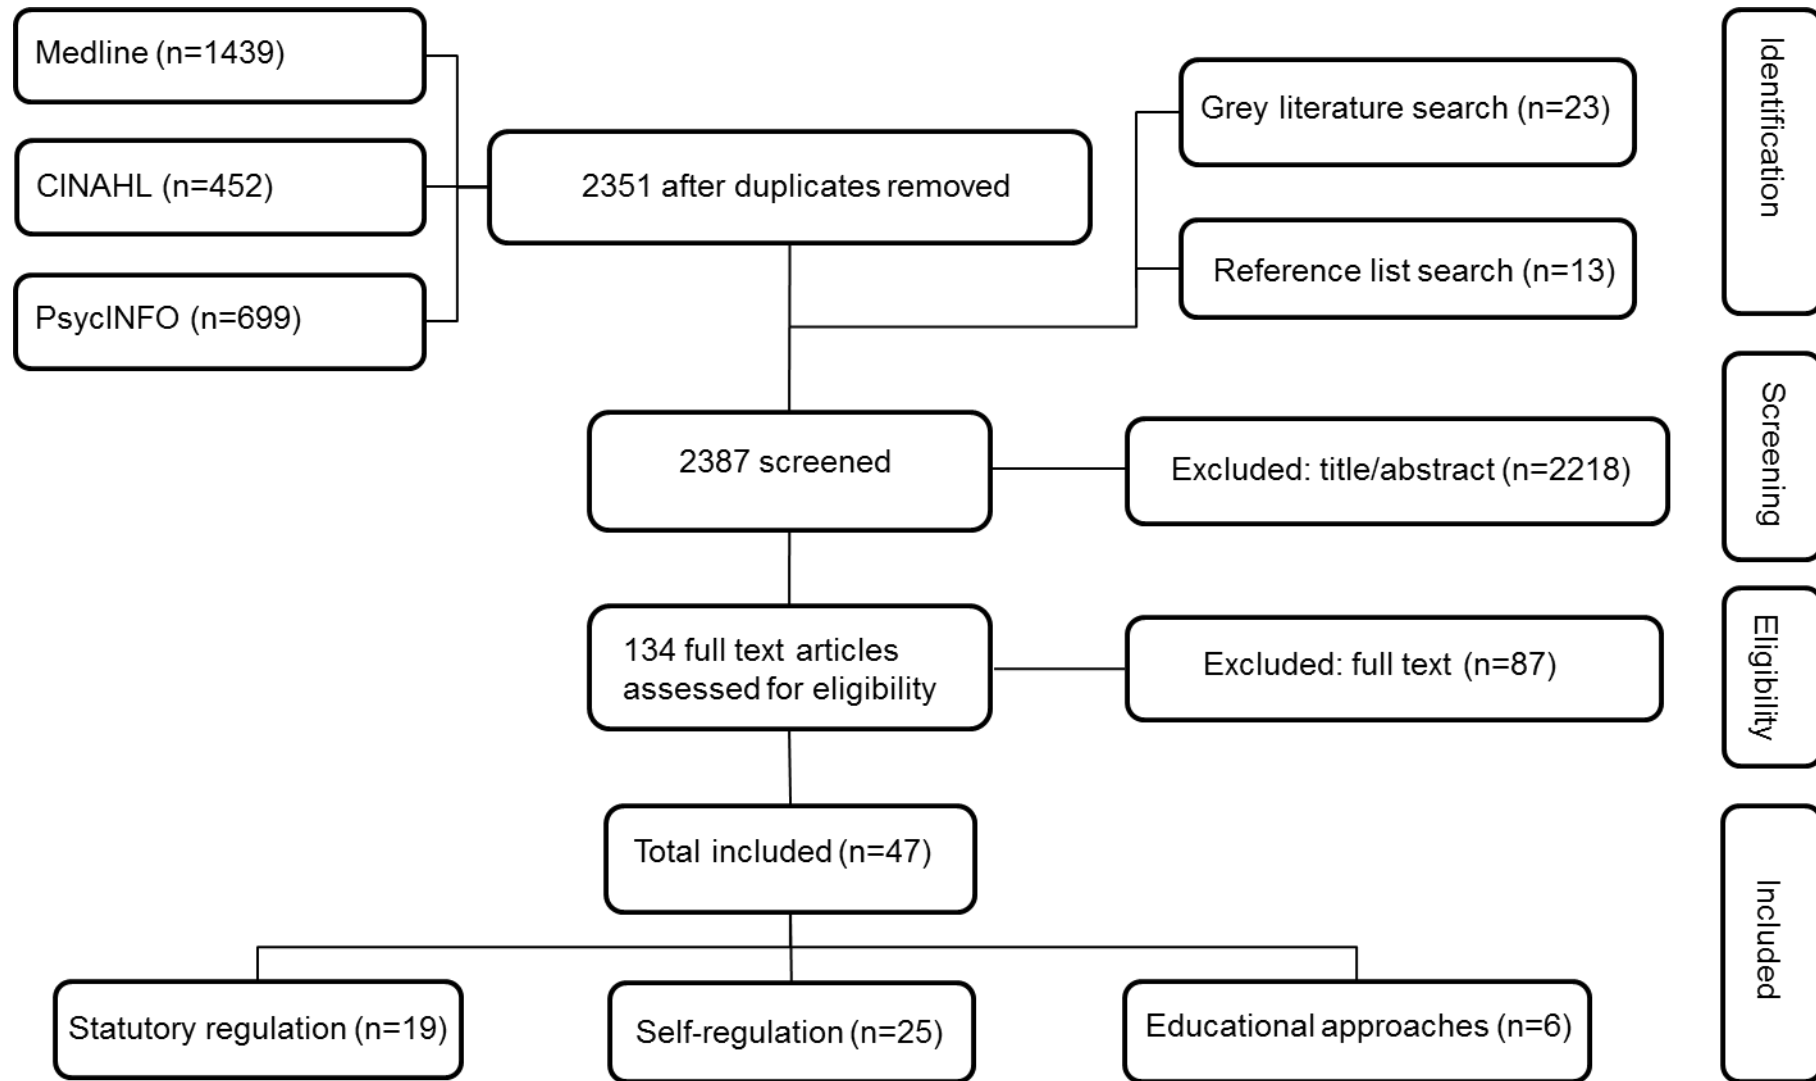 Medline (n=1439)
CINAHL (n=452)
PsycINFO (n=699)
2351 after duplicates removed
Grey literature search (n=23)
Reference list search (n=13)
Identification
2387 screened
Excluded: title/abstract (n=2218)
Screening
134 full text articles
assessed for eligibility
Excluded: full text (n=87)
Eligibility
Total included (n=47)
Statutory regulation (n=19)
Self-regulation (n=25)
Educational approaches (n=6)
Included